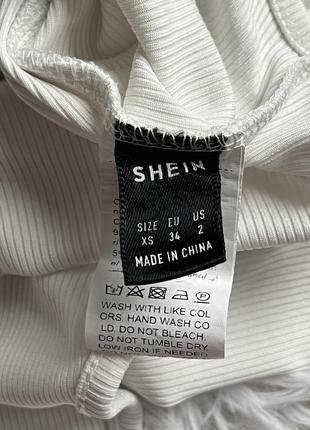 SHEIN
SIZE EU US
XS 34 2
MADE IN CHINA
WASH WITH LIKE COL
ORS. HAND WASH CO
LD. DO NOT BLEACH.
DO NOT TUMBLE DRY.
LOW IRON IF NEEDED